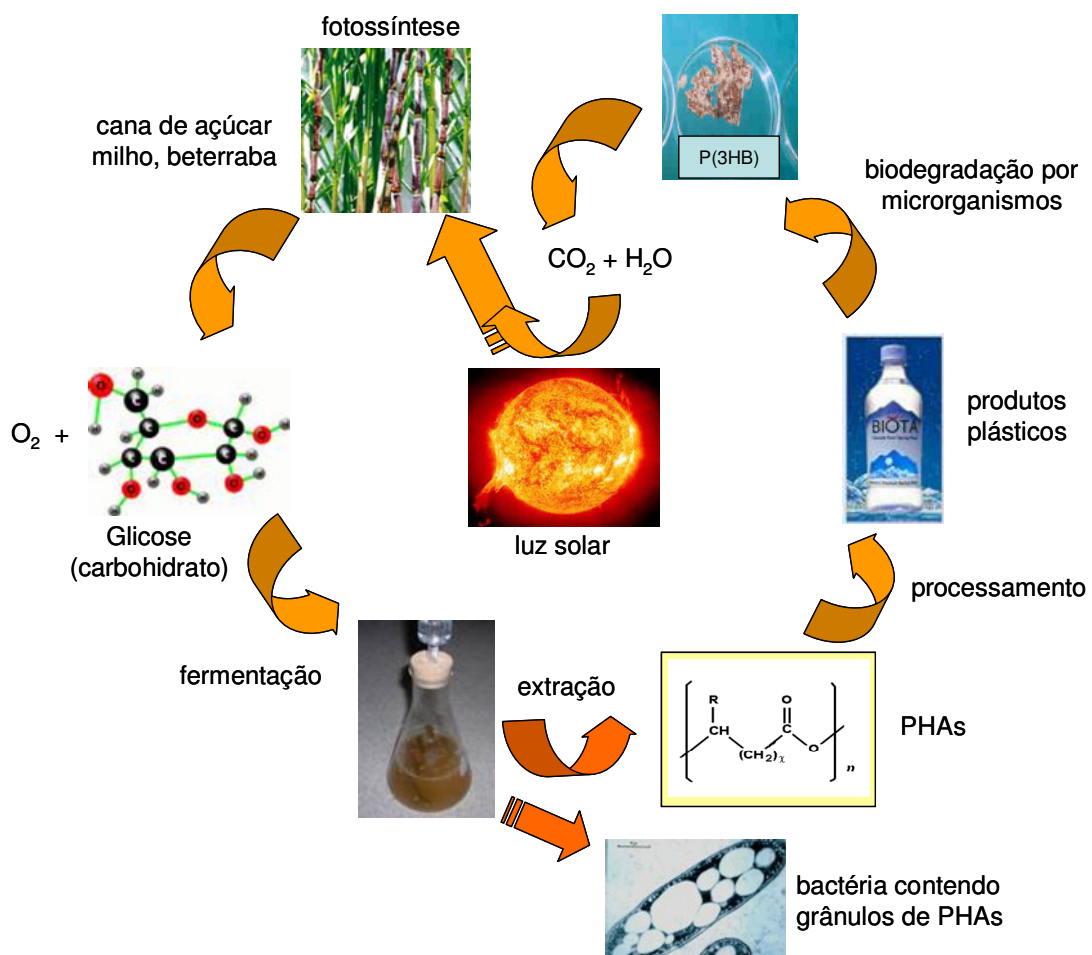 fotossíntese
cana de açúcar
milho, beterraba
P(3HB)
biodegradação por
microrganismos
CO₂ + H₂O
O₂ +
Glicose
(carbohidrato)
luz solar
BIOTA
produtos
plásticos
processamento
fermentação
extração
R
O
CH
C
(CH₂)χ
O
n
PHAs
bactéria contendo
grânulos de PHAs